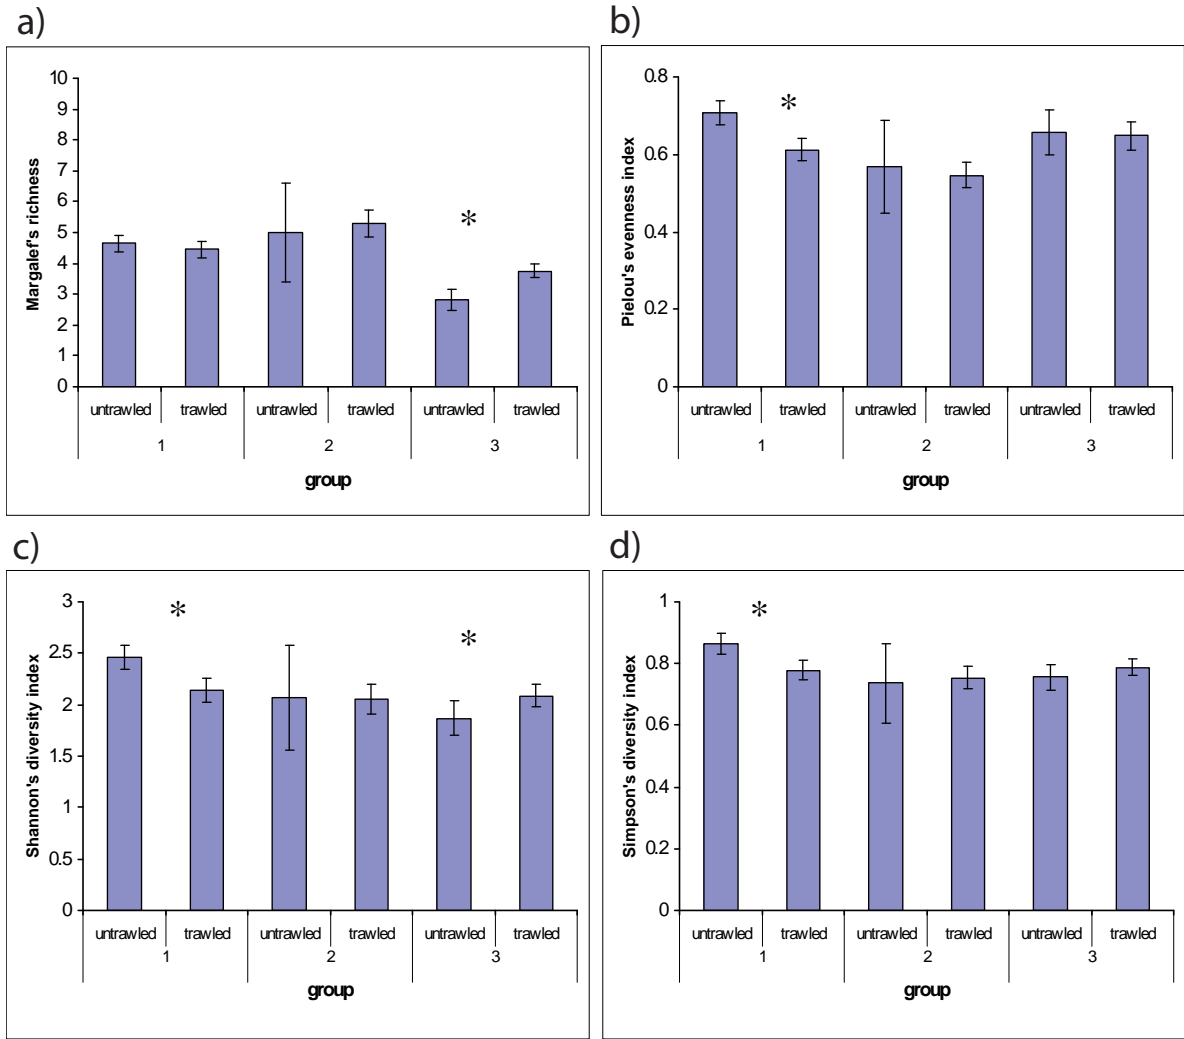 a)
Margalef's richness
10
9
8
7
6
5
4
3
2
1
0
*
untrawled trawled untrawled trawled untrawled trawled
1 2 3
group
b)
Pielou's evenness index
0.8
0.6
0.4
0.2
0
*
untrawled trawled untrawled trawled untrawled trawled
1 2 3
group
c)
Shannon's diversity index
3
2.5
2
1.5
1
0.5
0
* *
untrawled trawled untrawled trawled untrawled trawled
1 2 3
group
d)
Simpson's diversity index
1
0.8
0.6
0.4
0.2
0
*
untrawled trawled untrawled trawled untrawled trawled
1 2 3
group